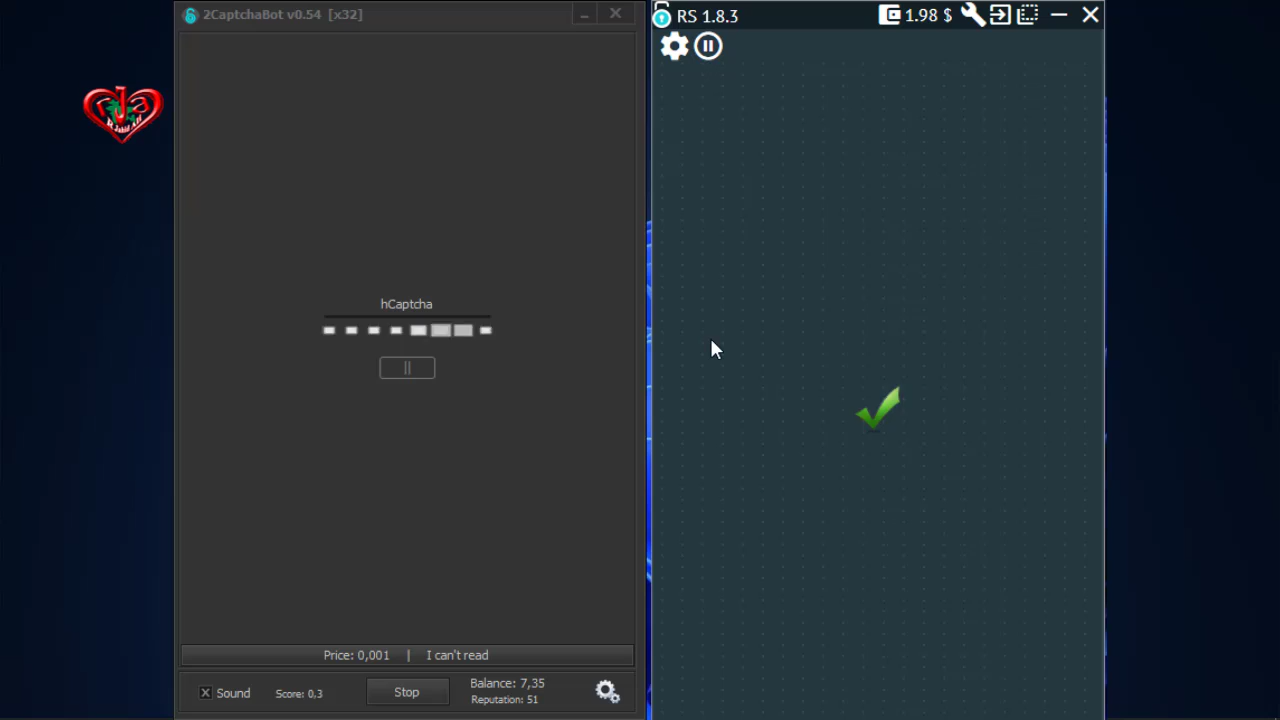 2CaptchaBot v0.54 [x32]
RS 1.8.3
1.98 $
hCaptcha
Price: 0,001 | I can't read
Sound
Score: 0,3
Stop
Balance: 7,35
Reputation: 51